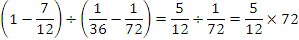 (1 − 7/12) ÷ (1/36 − 1/72) = 5/12 ÷ 1/72 = 5/12 × 72